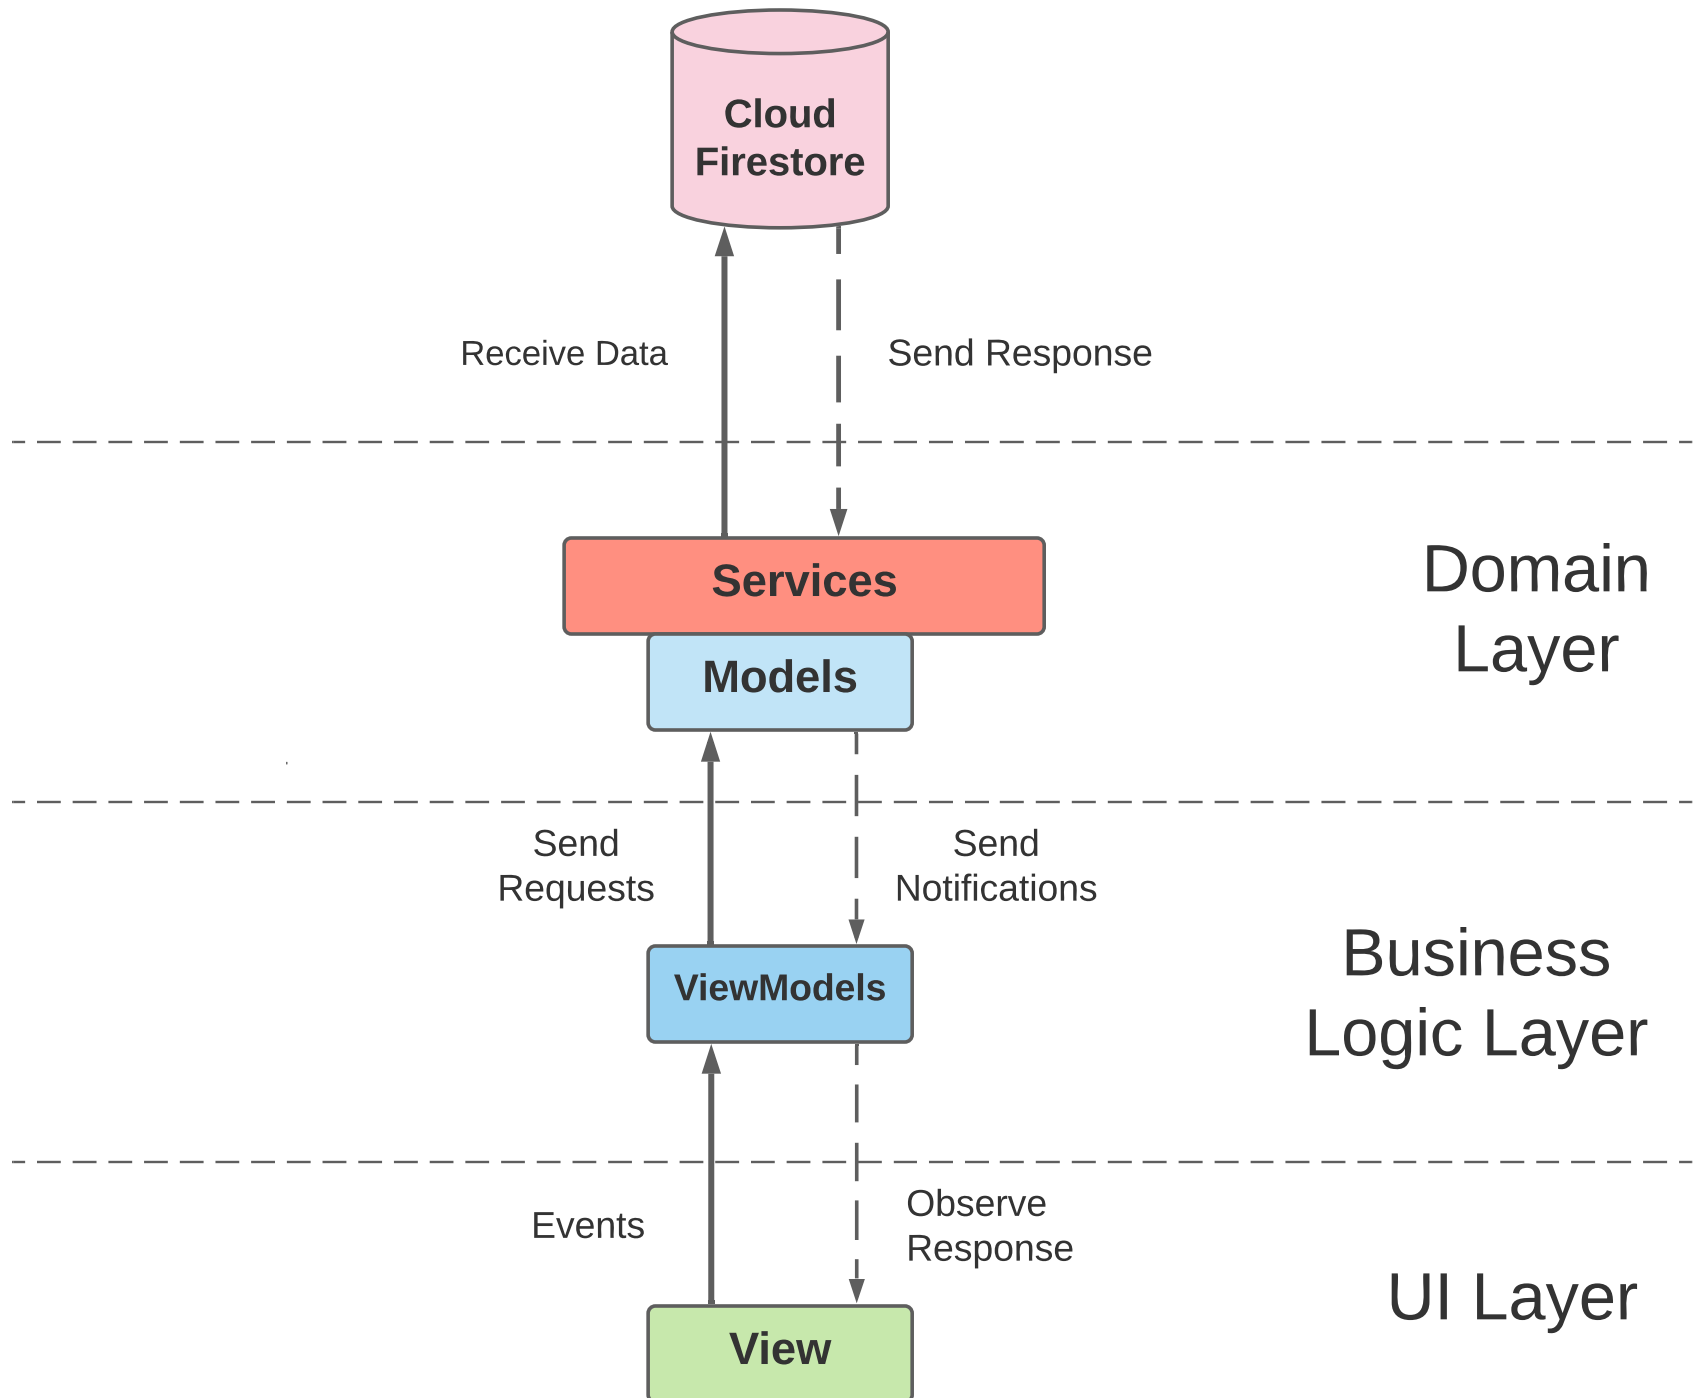 Cloud
Firestore
Receive Data
Send Response
Services
Models
Domain
Layer
Send
Requests
Send
Notifications
ViewModels
Business
Logic Layer
Events
Observe
Response
View
UI Layer